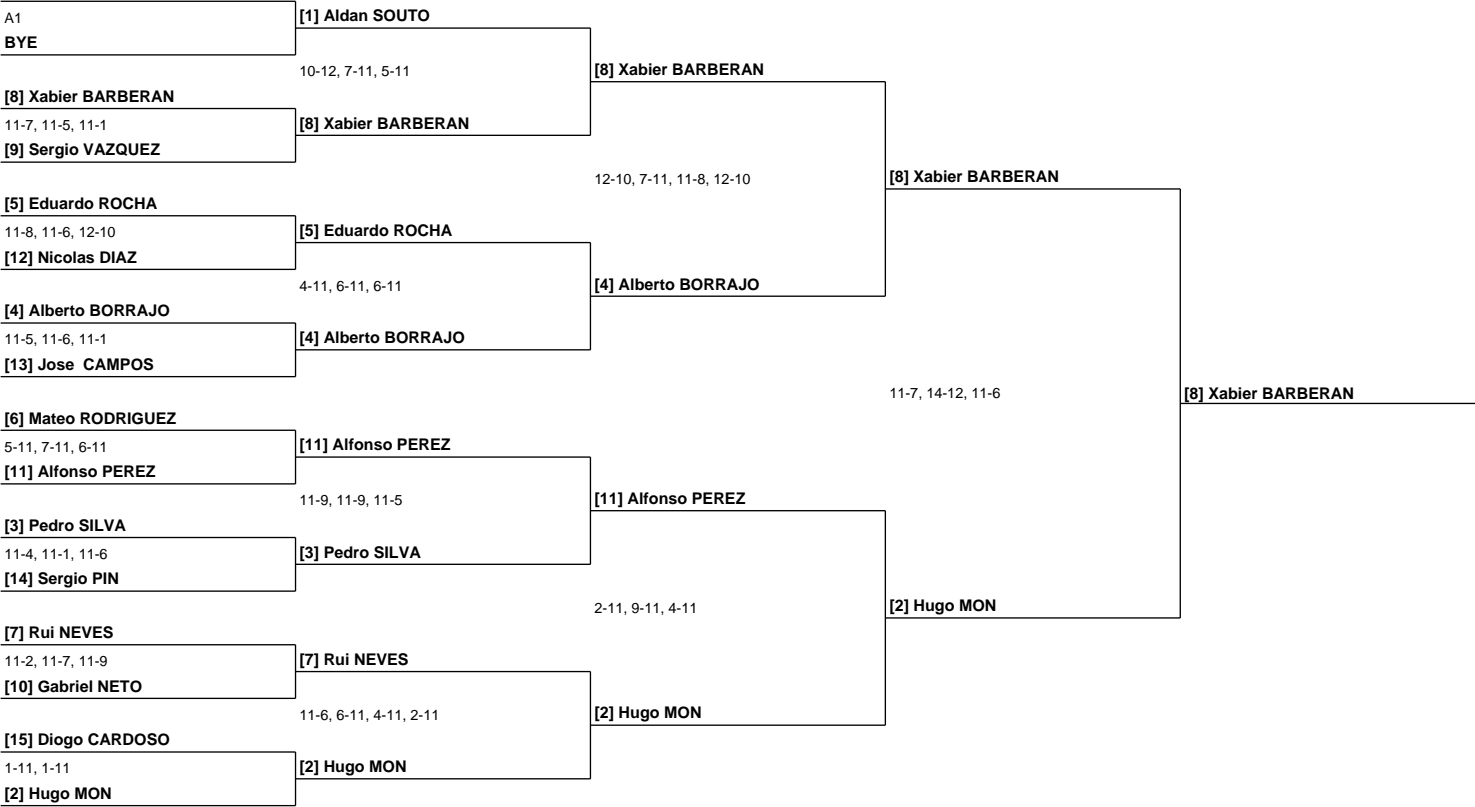 A1
BYE
[8] Xabier BARBERAN
11-7, 11-5, 11-1
[9] Sergio VAZQUEZ
[5] Eduardo ROCHA
11-8, 11-6, 12-10
[12] Nicolas DIAZ
[4] Alberto BORRAJO
11-5, 11-6, 11-1
[13] Jose  CAMPOS
[6] Mateo RODRIGUEZ
5-11, 7-11, 6-11
[11] Alfonso PEREZ
[3] Pedro SILVA
11-4, 11-1, 11-6
[14] Sergio PIN
[7] Rui NEVES
11-2, 11-7, 11-9
[10] Gabriel NETO
[15] Diogo CARDOSO
1-11, 1-11
[2] Hugo MON
[1] Aldan SOUTO
10-12, 7-11, 5-11
[8] Xabier BARBERAN
[5] Eduardo ROCHA
4-11, 6-11, 6-11
[4] Alberto BORRAJO
[11] Alfonso PEREZ
11-9, 11-9, 11-5
[3] Pedro SILVA
[7] Rui NEVES
11-6, 6-11, 4-11, 2-11
[2] Hugo MON
[8] Xabier BARBERAN
12-10, 7-11, 11-8, 12-10
[4] Alberto BORRAJO
[11] Alfonso PEREZ
2-11, 9-11, 4-11
[2] Hugo MON
[8] Xabier BARBERAN
11-7, 14-12, 11-6
[2] Hugo MON
[8] Xabier BARBERAN